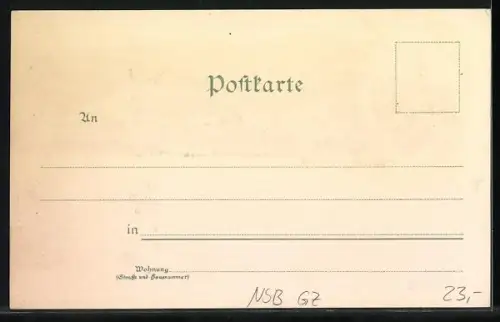 Postkarte
An
in
Wohnung
(Straße und Hausnummer)
NSB GZ 23,-